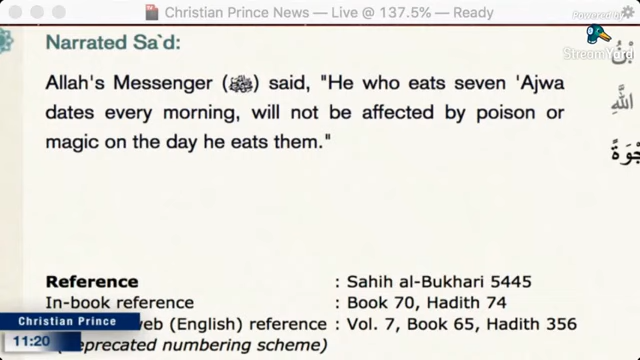 Christian Prince News — Live @ 137.5% — Ready
Powered by
StreamYard
Narrated Sa`d:
Allah's Messenger (ﷺ) said, "He who eats seven 'Ajwa
dates every morning, will not be affected by poison or
magic on the day he eats them."
Reference : Sahih al-Bukhari 5445
In-book reference : Book 70, Hadith 74
web (English) reference : Vol. 7, Book 65, Hadith 356
deprecated numbering scheme)
Christian Prince
11:20